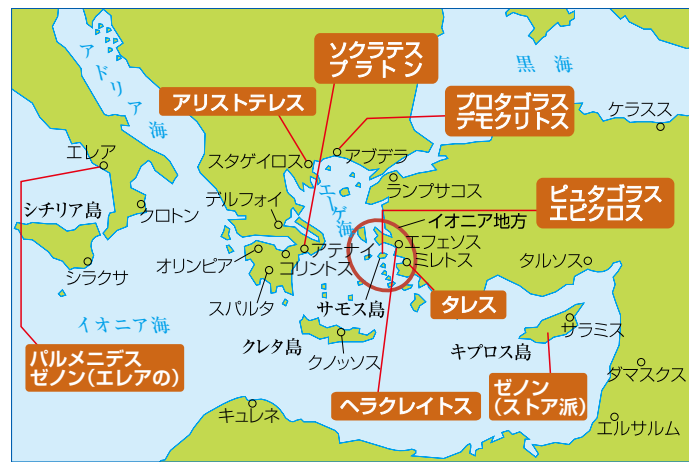 アドリア海
ソクラテス
プラトン
黒海
アリストテレス
プロタゴラス
デモクリトス
ケラスス
エレア
スタゲイロス
アブデラ
エーゲ海
ランプサコス
シチリア島
クロトン
デルフォイ
ピュタゴラス
エピクロス
イオニア地方
オリンピア
コリントス
アテナイ
エフェソス
ミレトス
タルソス
シラクサ
スパルタ
サモス島
タレス
イオニア海
クレタ島
クノッソス
キプロス島
サラミス
パルメニデス
ゼノン(エレアの)
ヘラクレイトス
ゼノン
(ストア派)
ダマスクス
キュレネ
エルサルム